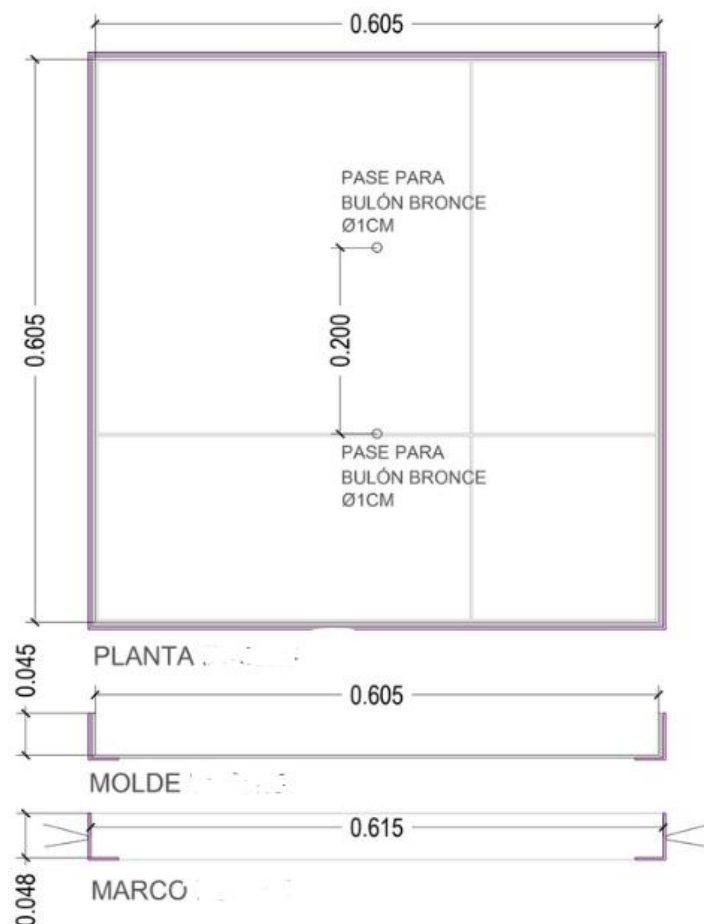 0.605
PASE PARA
BULÓN BRONCE
Ø1CM
0.605
0.200
PASE PARA
BULÓN BRONCE
Ø1CM
PLANTA
0.045
0.605
MOLDE
0.615
0.048
MARCO